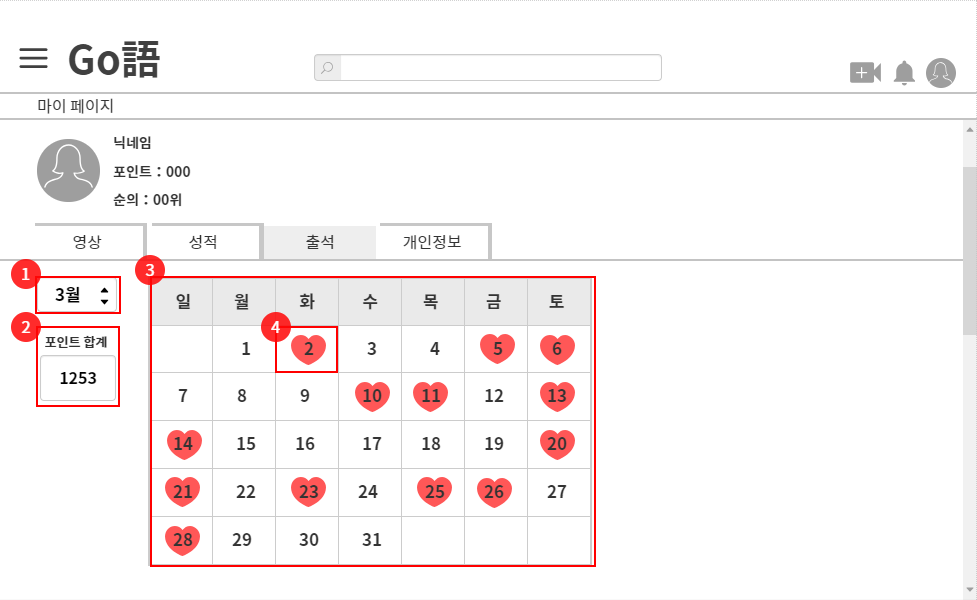 Go語
마이 페이지
닉네임
포인트 : 000
순의 : 00위
영상 성적 출석 개인정보
1 3
3월 일 월 화 수 목 금 토
2 4
포인트 합계 1 2 3 4 5 6
1253 7 8 9 10 11 12 13
14 15 16 17 18 19 20
21 22 23 24 25 26 27
28 29 30 31